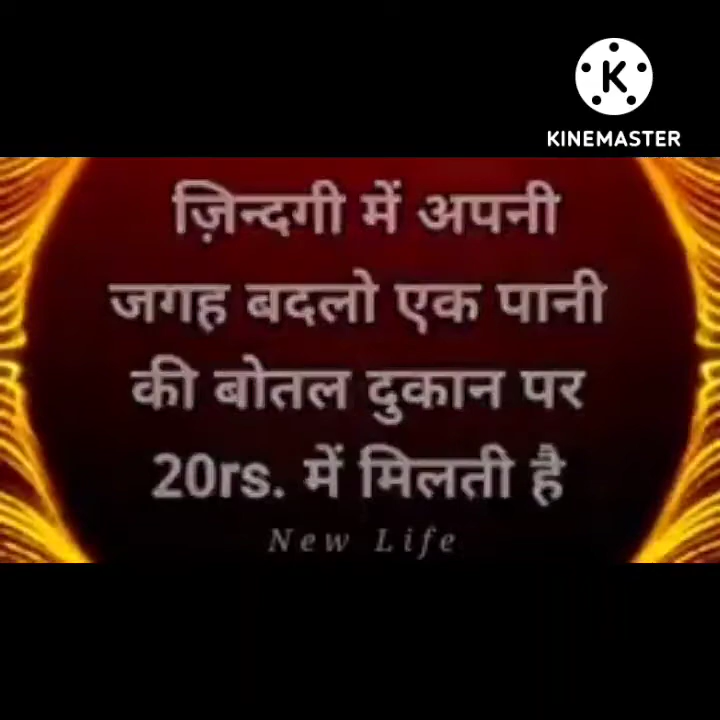 KINEMASTER
ज़िन्दगी में अपनी
जगह बदलो एक पानी
की बोतल दुकान पर
20rs. में मिलती है
New Life